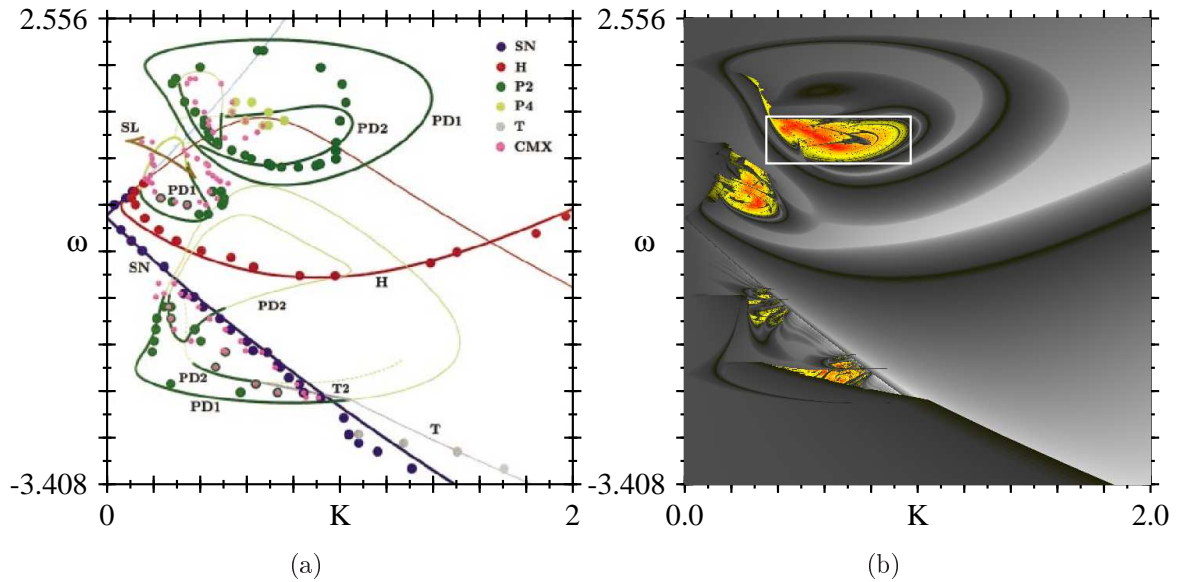 2.556
SN
H
P2
P4
T
CMX
PD2
PD1
SL
PD1
ω
SN
H
PD2
PD2
T2
PD1
T
-3.408
0
K
2
(a)
2.556
ω
-3.408
0.0
K
2.0
(b)